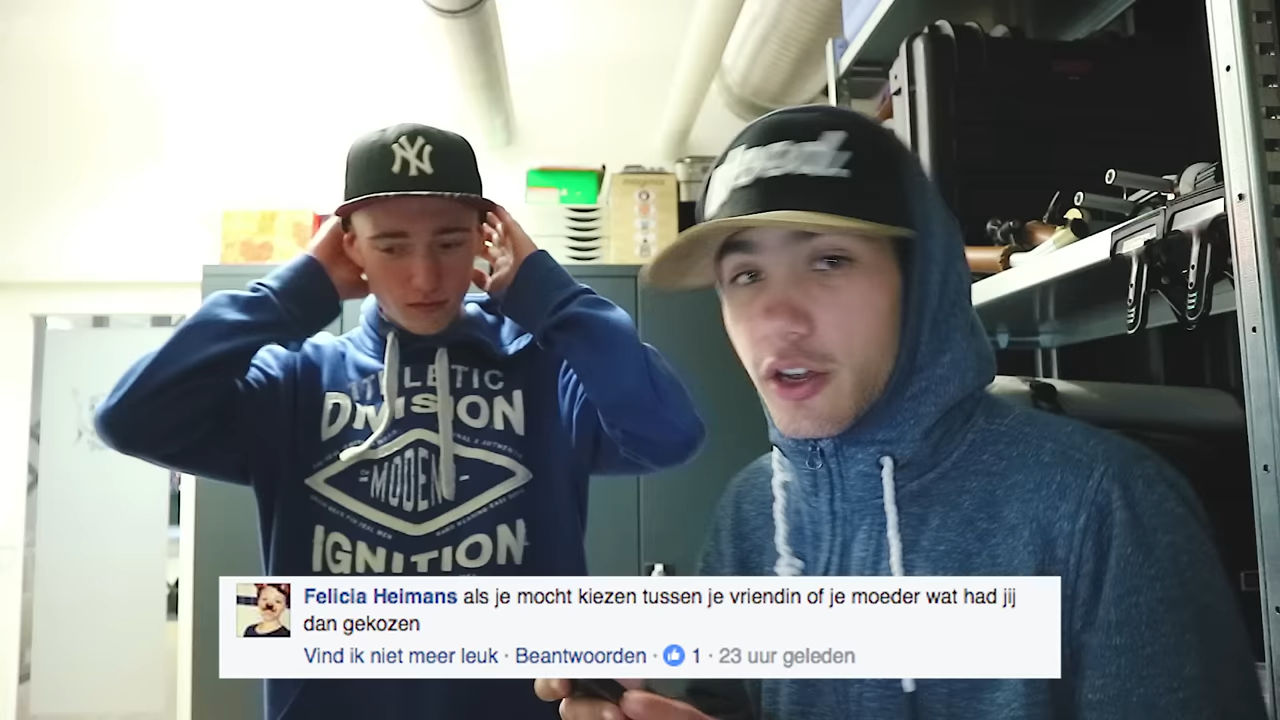 NY
ATHLETIC
DIVISION
MODEN
IGNITION
Felicia Heimans als je mocht kiezen tussen je vriendin of je moeder wat had jij
dan gekozen
Vind ik niet meer leuk · Beantwoorden · 1 · 23 uur geleden